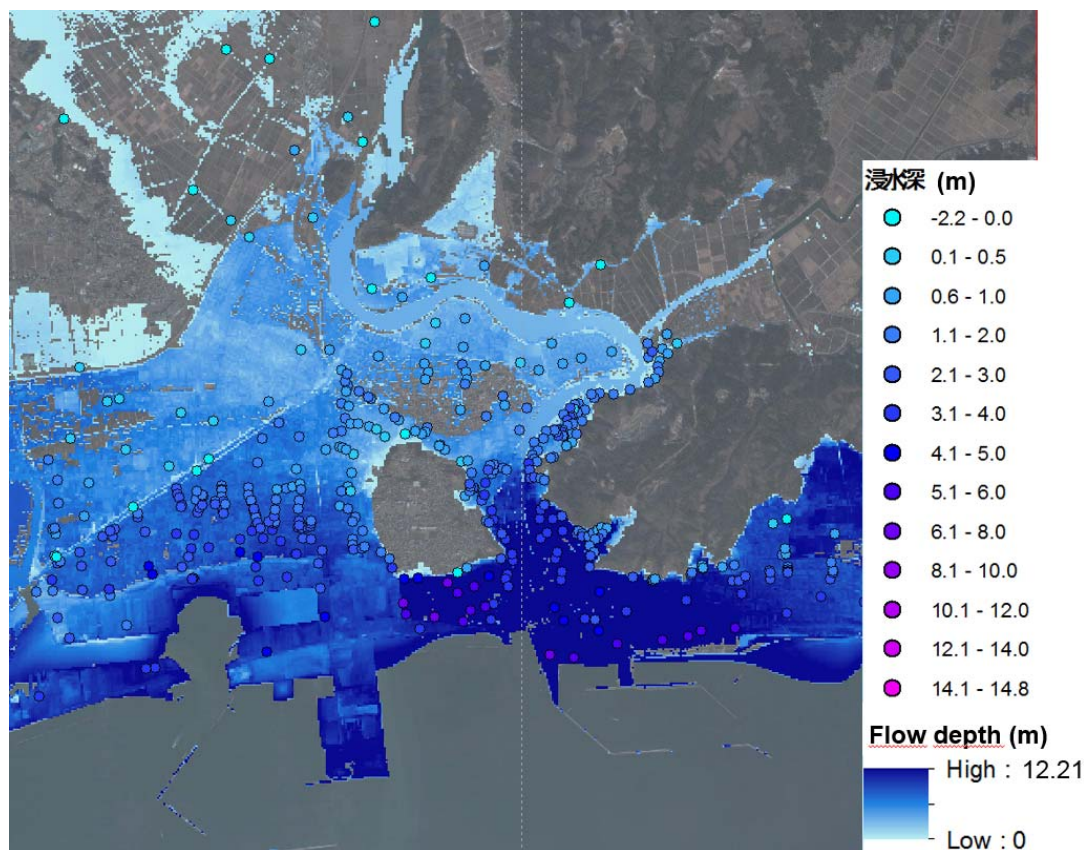 浸水深 (m)
-2.2 - 0.0
0.1 - 0.5
0.6 - 1.0
1.1 - 2.0
2.1 - 3.0
3.1 - 4.0
4.1 - 5.0
5.1 - 6.0
6.1 - 8.0
8.1 - 10.0
10.1 - 12.0
12.1 - 14.0
14.1 - 14.8
Flow depth (m)
High : 12.21
Low : 0